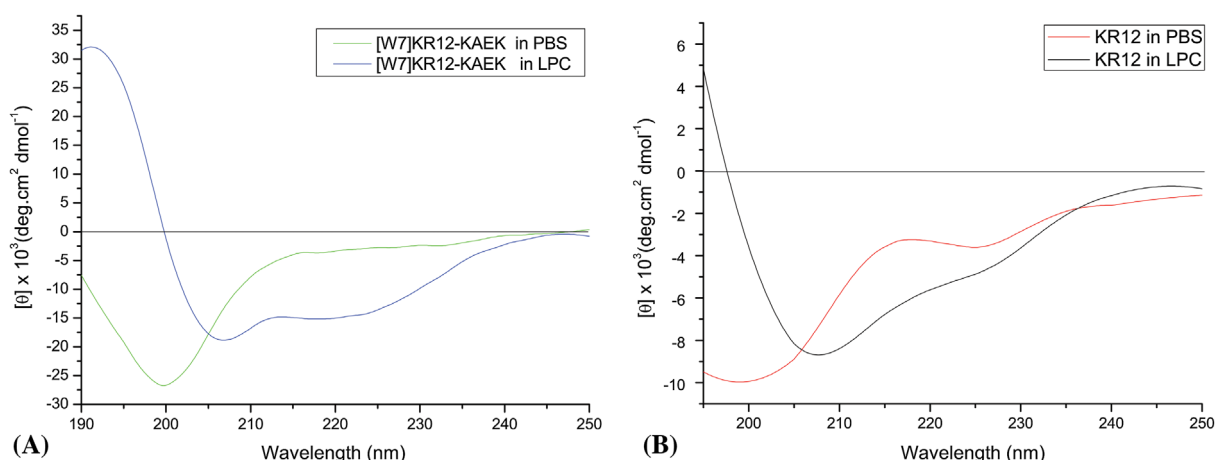 35
30
25
20
15
10
5
0
-5
-10
-15
-20
-25
-30
[θ] x 10³(deg.cm² dmol⁻¹)
[W7]KR12-KAEK in PBS
[W7]KR12-KAEK in LPC
190 200 210 220 230 240 250
Wavelength (nm)
(A)
6
4
2
0
-2
-4
-6
-8
-10
[θ] x 10³(deg.cm² dmol⁻¹)
KR12 in PBS
KR12 in LPC
200 210 220 230 240 250
Wavelength (nm)
(B)